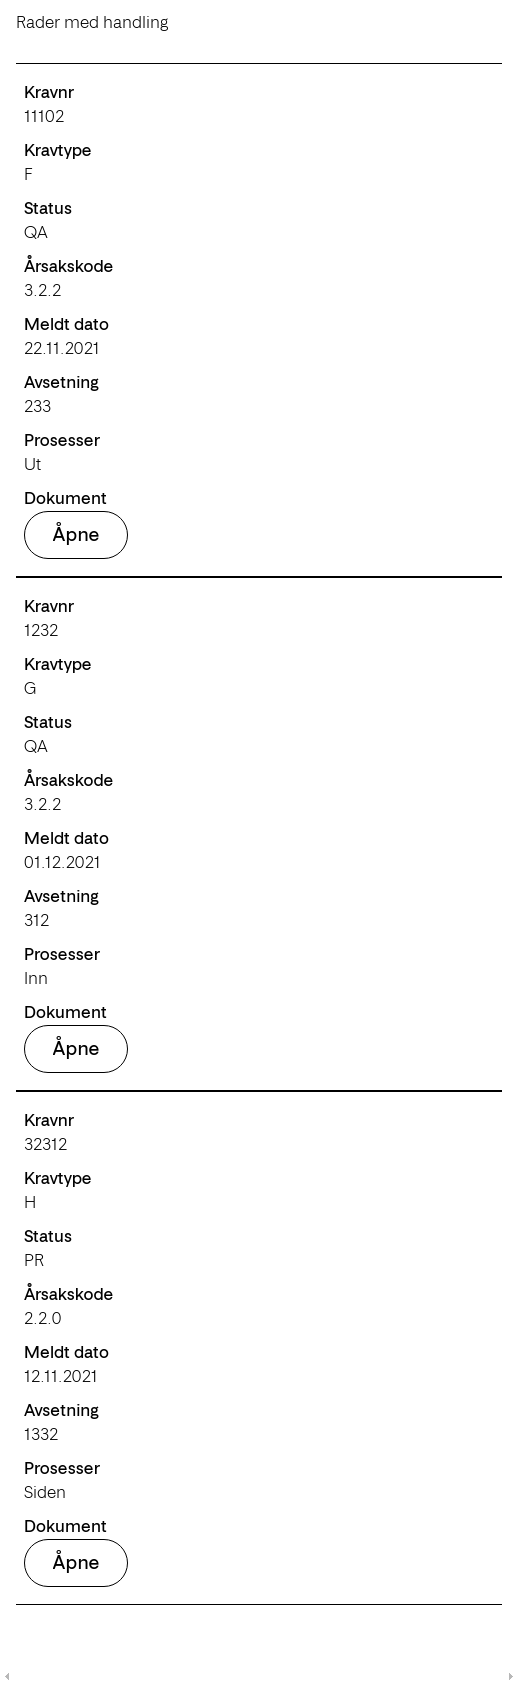 Rader med handling
Kravnr
11102
Kravtype
F
Status
QA
Årsakskode
3.2.2
Meldt dato
22.11.2021
Avsetning
233
Prosesser
Ut
Dokument
Åpne
Kravnr
1232
Kravtype
G
Status
QA
Årsakskode
3.2.2
Meldt dato
01.12.2021
Avsetning
312
Prosesser
Inn
Dokument
Åpne
Kravnr
32312
Kravtype
H
Status
PR
Årsakskode
2.2.0
Meldt dato
12.11.2021
Avsetning
1332
Prosesser
Siden
Dokument
Åpne